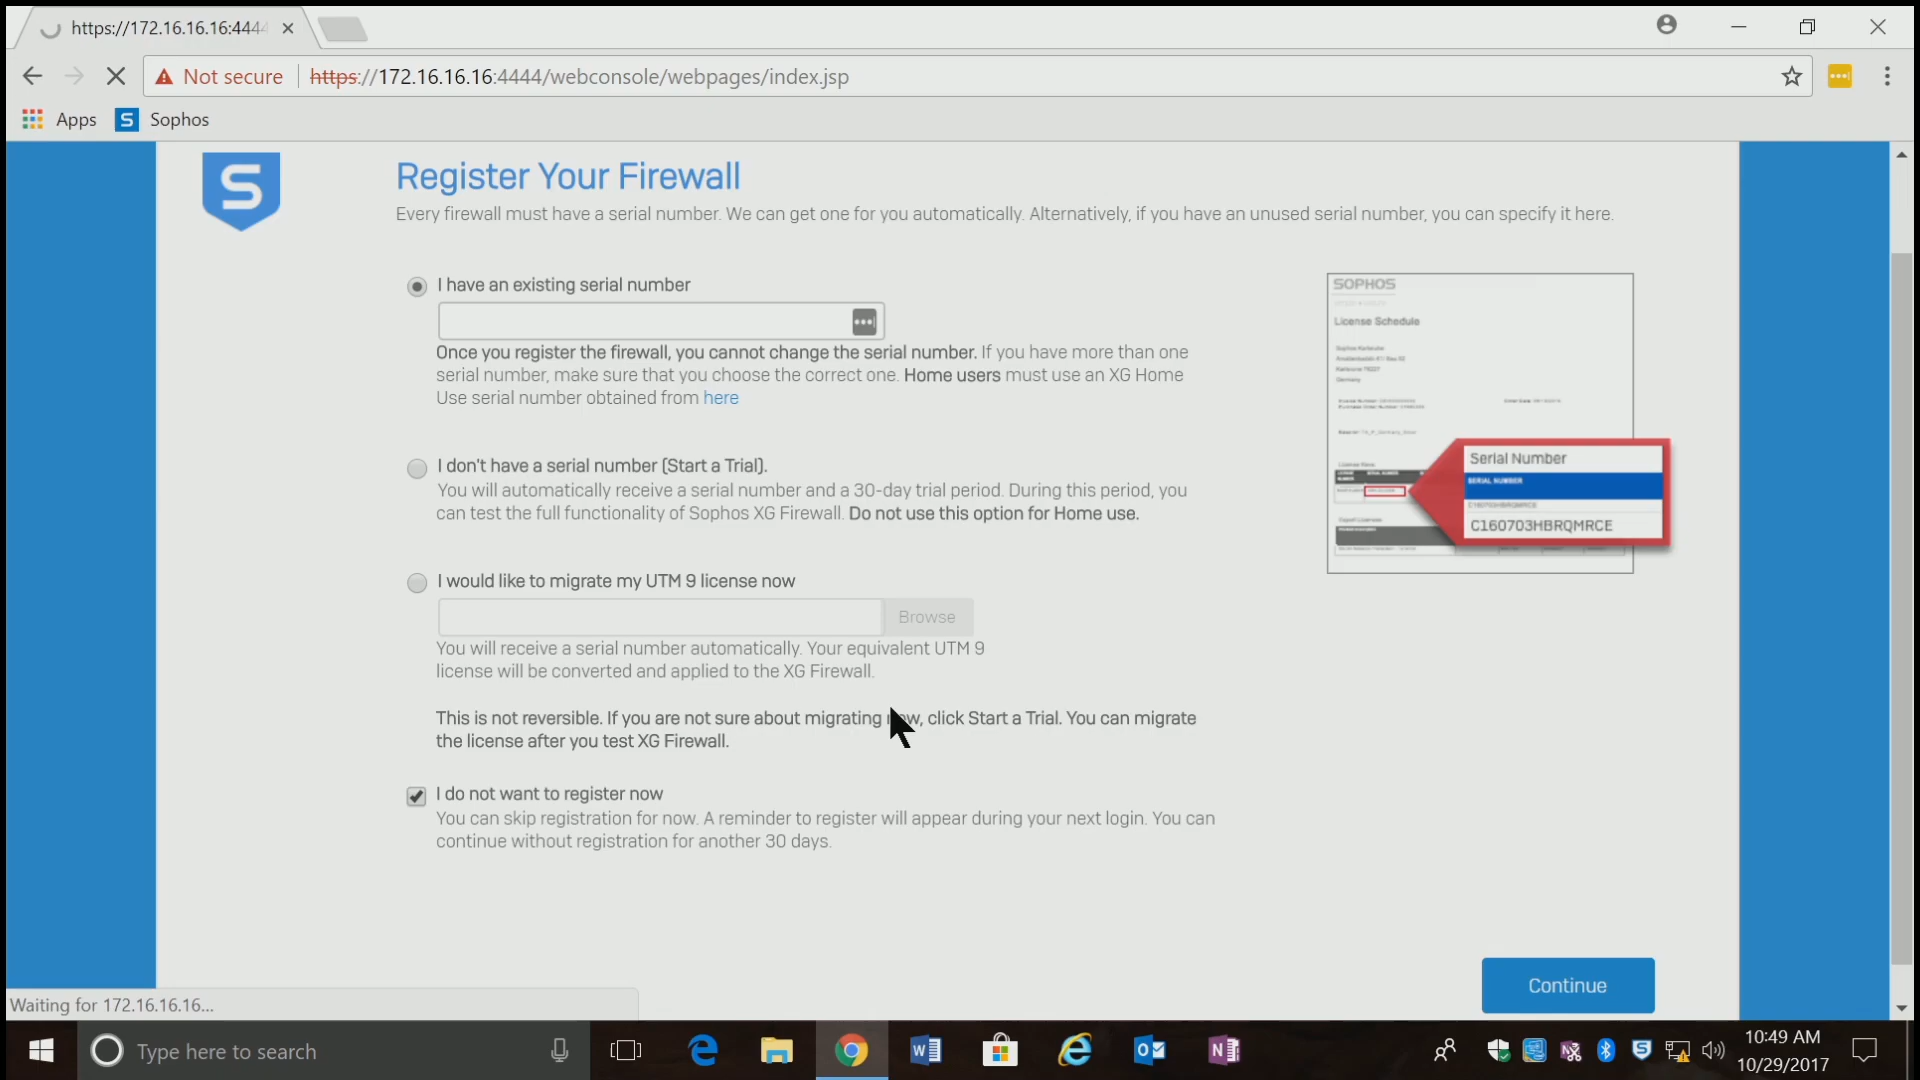 https://172.16.16.16:4444
Not secure
https://172.16.16.16:4444/webconsole/webpages/index.jsp
Apps
S
Sophos
S
Register Your Firewall
Every firewall must have a serial number. We can get one for you automatically. Alternatively, if you have an unused serial number, you can specify it here.
I have an existing serial number
Once you register the firewall, you cannot change the serial number. If you have more than one
serial number, make sure that you choose the correct one. Home users must use an XG Home
Use serial number obtained from here
I don't have a serial number (Start a Trial).
You will automatically receive a serial number and a 30-day trial period. During this period, you
can test the full functionality of Sophos XG Firewall. Do not use this option for Home use.
I would like to migrate my UTM 9 license now
Browse
You will receive a serial number automatically. Your equivalent UTM 9
license will be converted and applied to the XG Firewall.
This is not reversible. If you are not sure about migrating now, click Start a Trial. You can migrate
the license after you test XG Firewall.
I do not want to register now
You can skip registration for now. A reminder to register will appear during your next login. You can
continue without registration for another 30 days.
SOPHOS
License Schedule
Germany
Serial Number
SERIAL NUMBER
C160703HBRQMRCE
C160703HBRQMRCE
Continue
Waiting for 172.16.16.16...
Type here to search
10:49 AM
10/29/2017